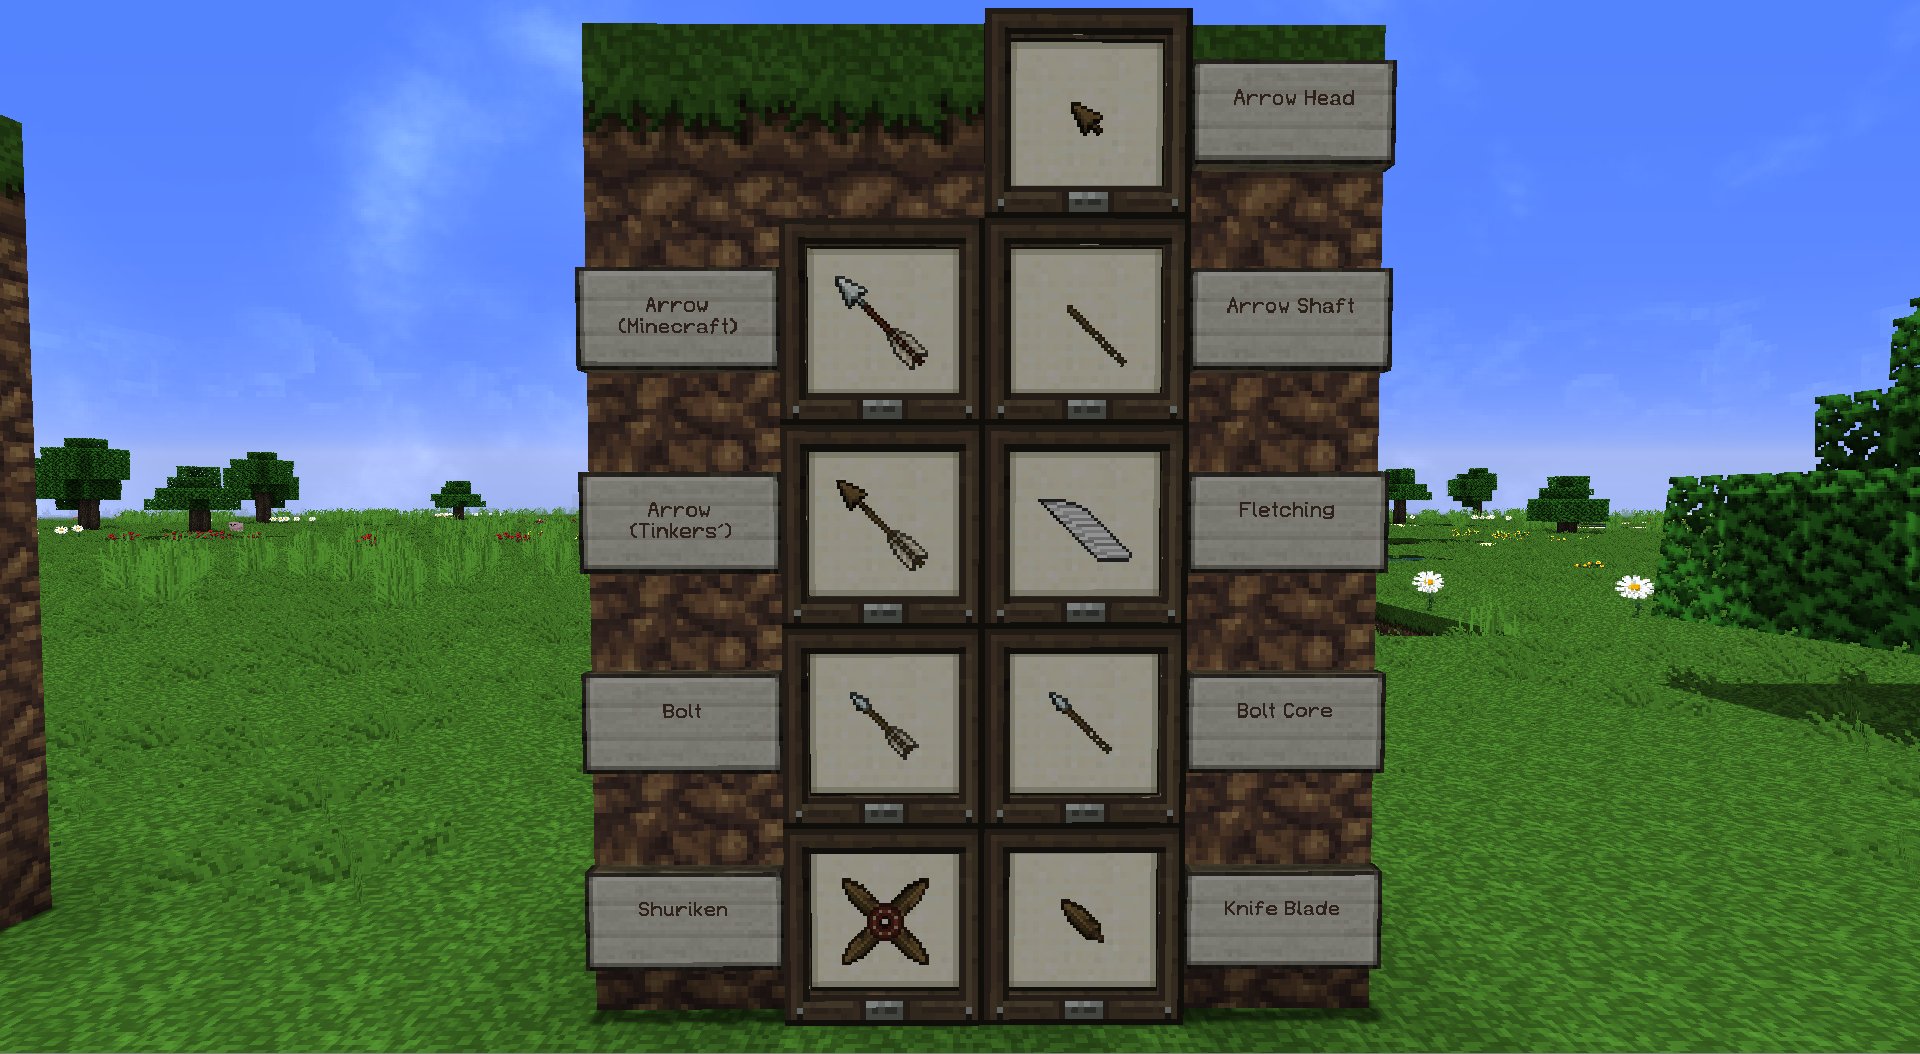 Arrow Head
Arrow
(Minecraft)
Arrow Shaft
Arrow
(Tinkers´)
Fletching
Bolt
Bolt Core
Shuriken
Knife Blade